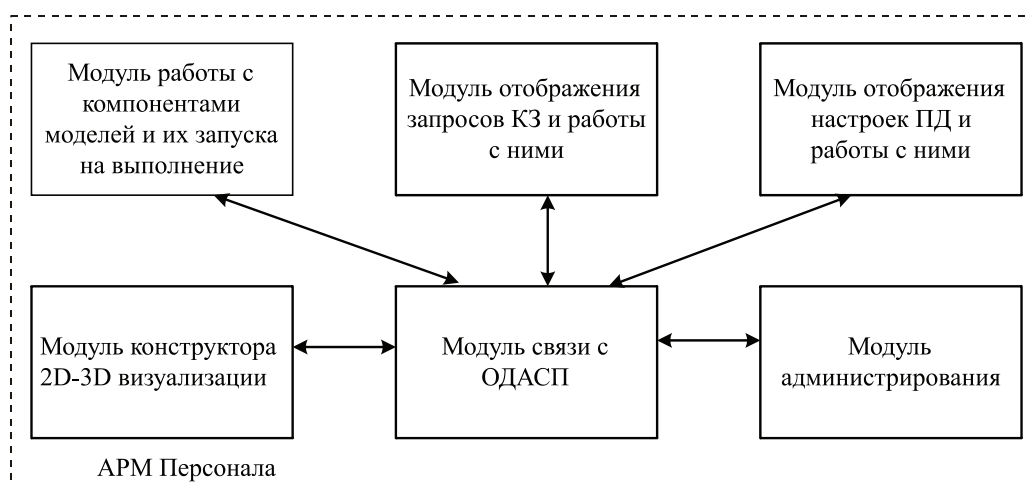 Модуль работы с
компонентами
моделей и их запуска
на выполнение
Модуль отображения
запросов КЗ и работы
с ними
Модуль отображения
настроек ПД и
работы с ними
Модуль конструктора
2D-3D визуализации
Модуль связи с
ОДАСП
Модуль
администрирования
АРМ Персонала